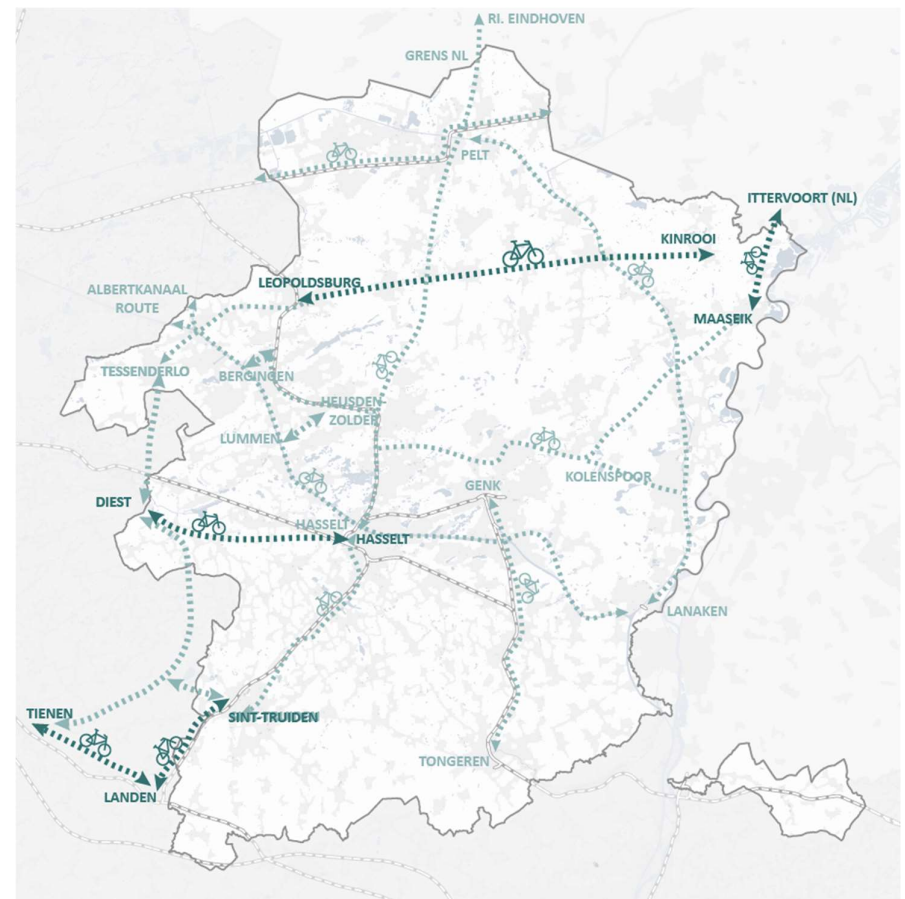 RI. EINDHOVEN
GRENS NL
PELT
ITTERVOORT (NL)
KINROOI
LEOPOLDSBURG
ALBERTKANAAL
ROUTE
MAASEIK
TESSENDERLO
BERGINGEN
HEUSDEN
ZOLDER
LUMMEN
KOLENSPOOR
GENK
DIEST
HASSELT
HASSELT
LANAKEN
TIENEN
SINT-TRUIDEN
TONGEREN
LANDEN